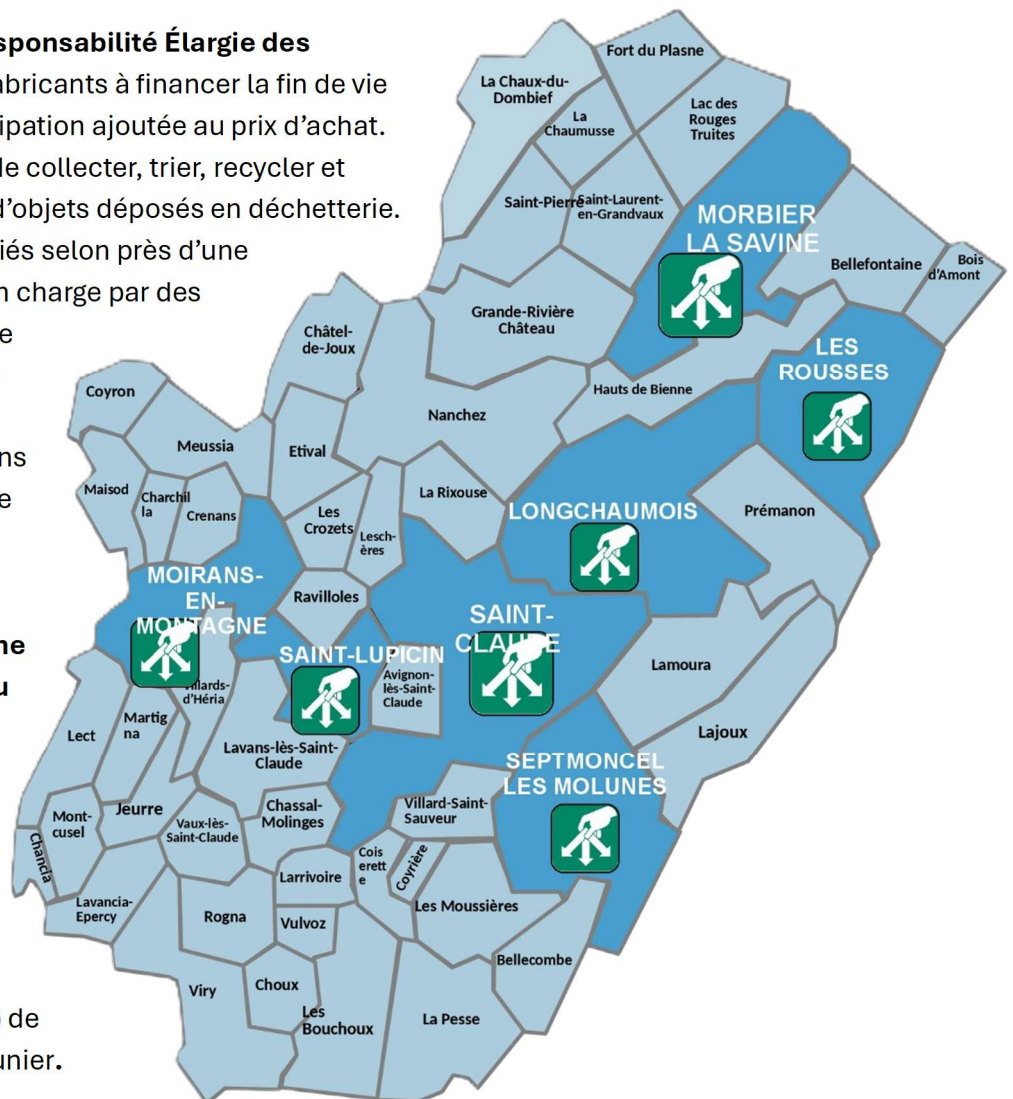 sponsabilité Élargie des
abricants à financer la fin de vie
cipation ajoutée au prix d’achat.
de collecter, trier, recycler et
d’objets déposés en déchetterie.
iés selon près d’une
n charge par des
e
ns
e
ne
u
de
unier.
Fort du Plasne
La Chaux-du-
Dombief
La
Chaumusse
Lac des
Rouges
Truites
Saint-Pierre
Saint-Laurent-
en-Grandvaux
MORBIER
LA SAVINE
Bellefontaine
Bois
d'Amont
Grande-Rivière
Château
Châtel-
de-Joux
LES
ROUSSES
Hauts de Bienne
Coyron
Nanchez
Meussia
Etival
Maisod
Charchil
la
Crenans
Les
Crozets
La Rixouse
Lesch-
ères
LONGCHAUMOIS
Prémanon
MOIRANS-
EN-
MONTAGNE
Ravilloles
SAINT-
CLAUDE
SAINT-LUPICIN
Avignon-
lès-Saint-
Claude
Lamoura
Villards-
d'Héria
Lect
Martig
na
Lavans-lès-Saint-
Claude
Lajoux
SEPTMONCEL
LES MOLUNES
Mont-
cusel
Jeurre
Vaux-lès-
Saint-Claude
Chassal-
Molinges
Villard-Saint-
Sauveur
Chancia
Cois
erett
e
Coyrière
Larrivoire
Lavancia-
Epercy
Rogna
Vulvoz
Les Moussières
Bellecombe
Viry
Choux
Les
Bouchoux
La Pesse